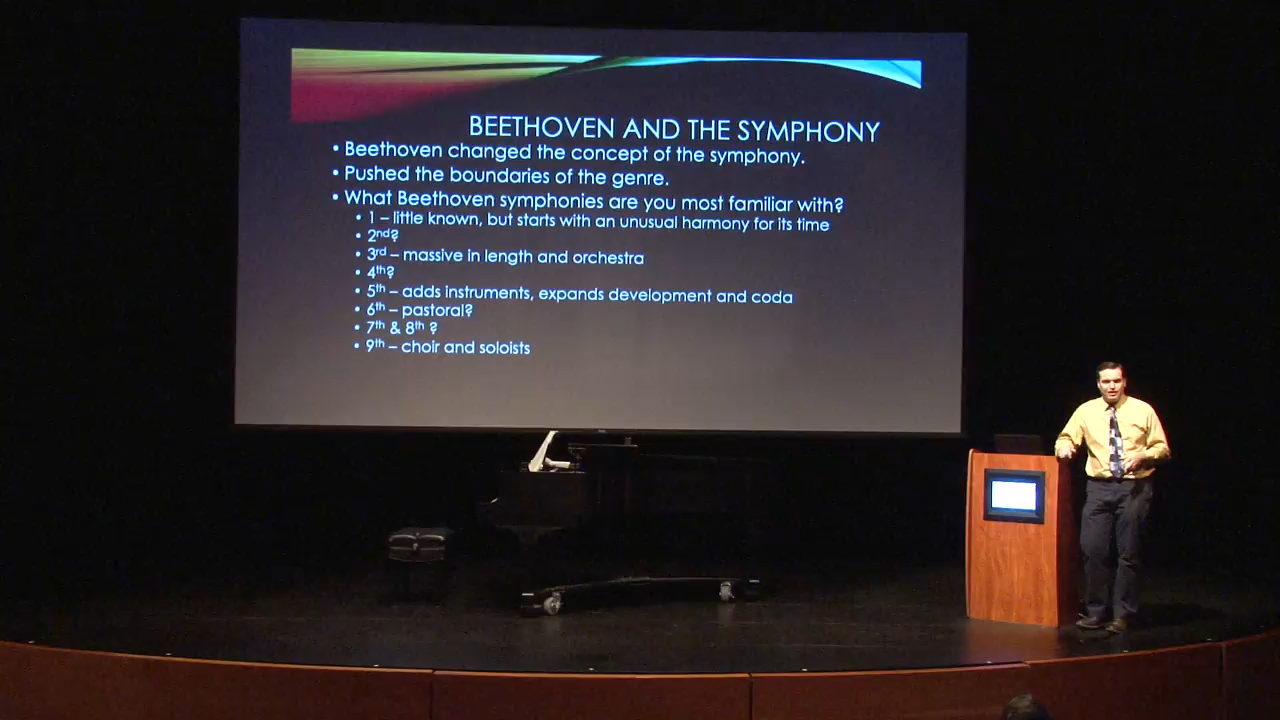 BEETHOVEN AND THE SYMPHONY
• Beethoven changed the concept of the symphony.
• Pushed the boundaries of the genre.
• What Beethoven symphonies are you most familiar with?
• 1 – little known, but starts with an unusual harmony for its time
• 2nd?
• 3rd – massive in length and orchestra
• 4th?
• 5th – adds instruments, expands development and coda
• 6th – pastoral?
• 7th & 8th ?
• 9th – choir and soloists